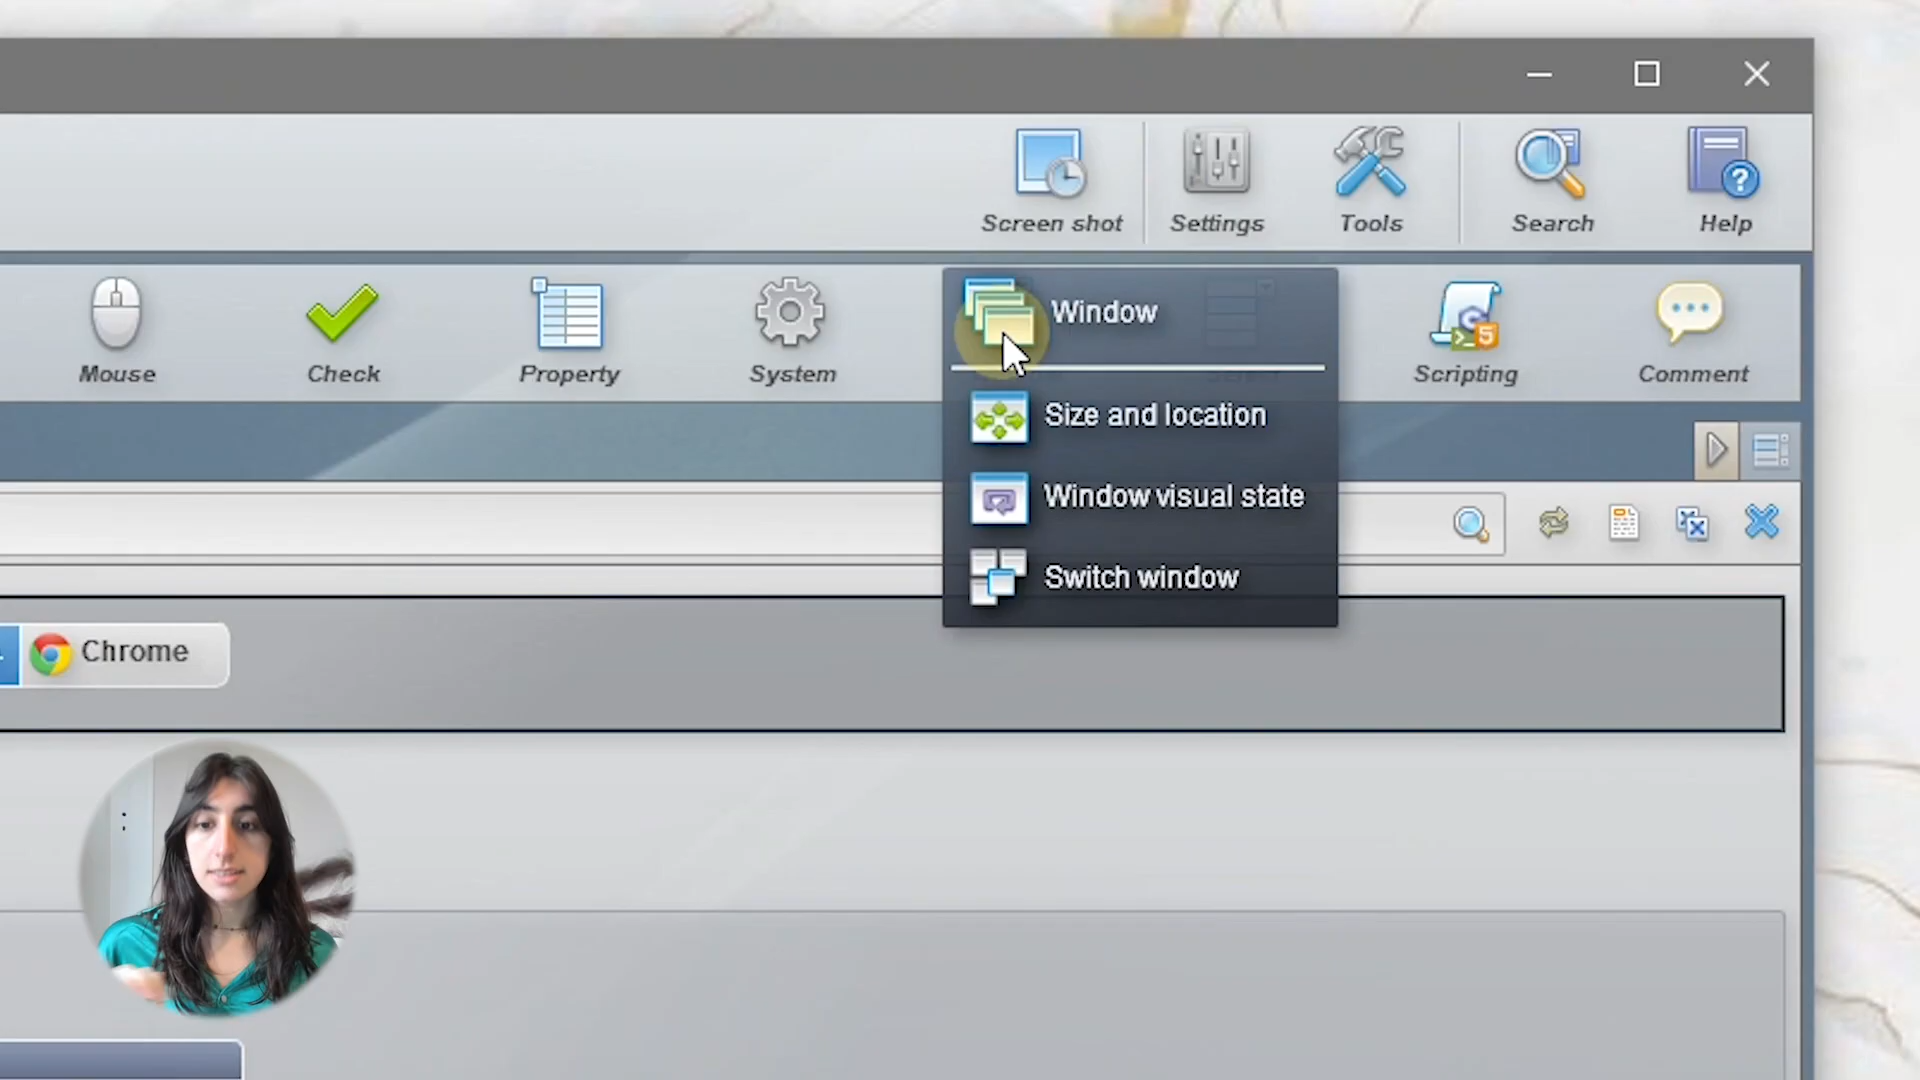 Screen shot
Settings
Tools
Search
Help
Mouse
Check
Property
System
Window
Scripting
Comment
Size and location
Window visual state
Switch window
Chrome